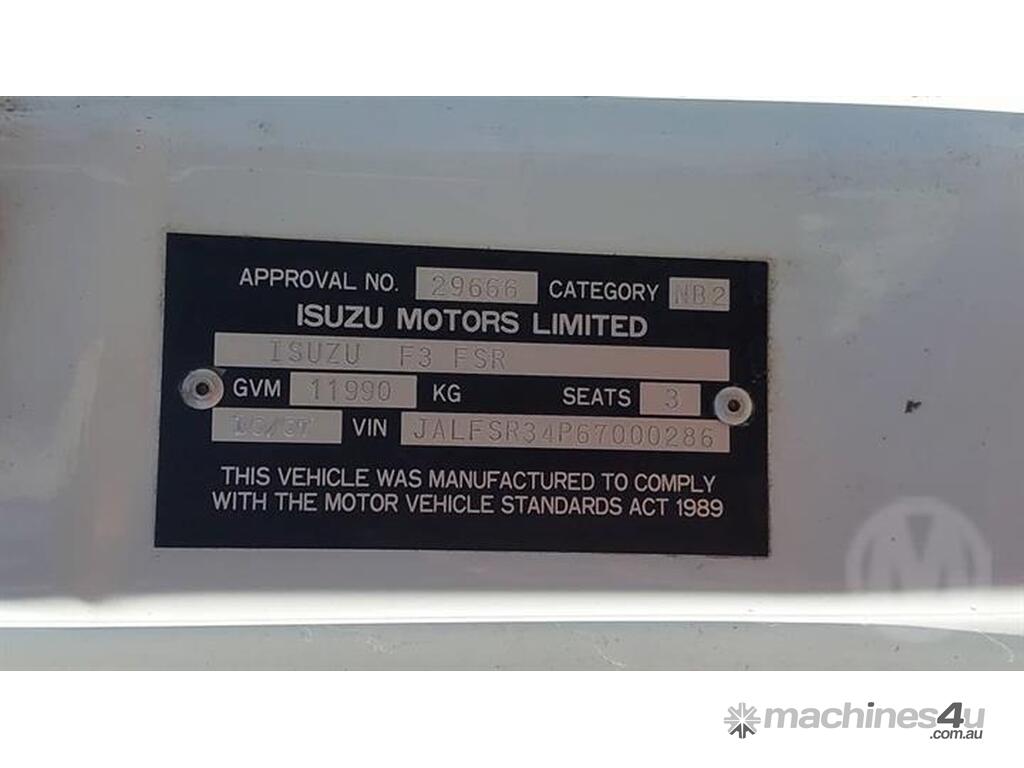 APPROVAL NO. 29666 CATEGORY NB2
ISUZU MOTORS LIMITED
ISUZU F3 FSR
GVM 11990 KG SEATS 3
VIN JALFSR34P67000286
THIS VEHICLE WAS MANUFACTURED TO COMPLY
WITH THE MOTOR VEHICLE STANDARDS ACT 1989
M
machines4u
.com.au